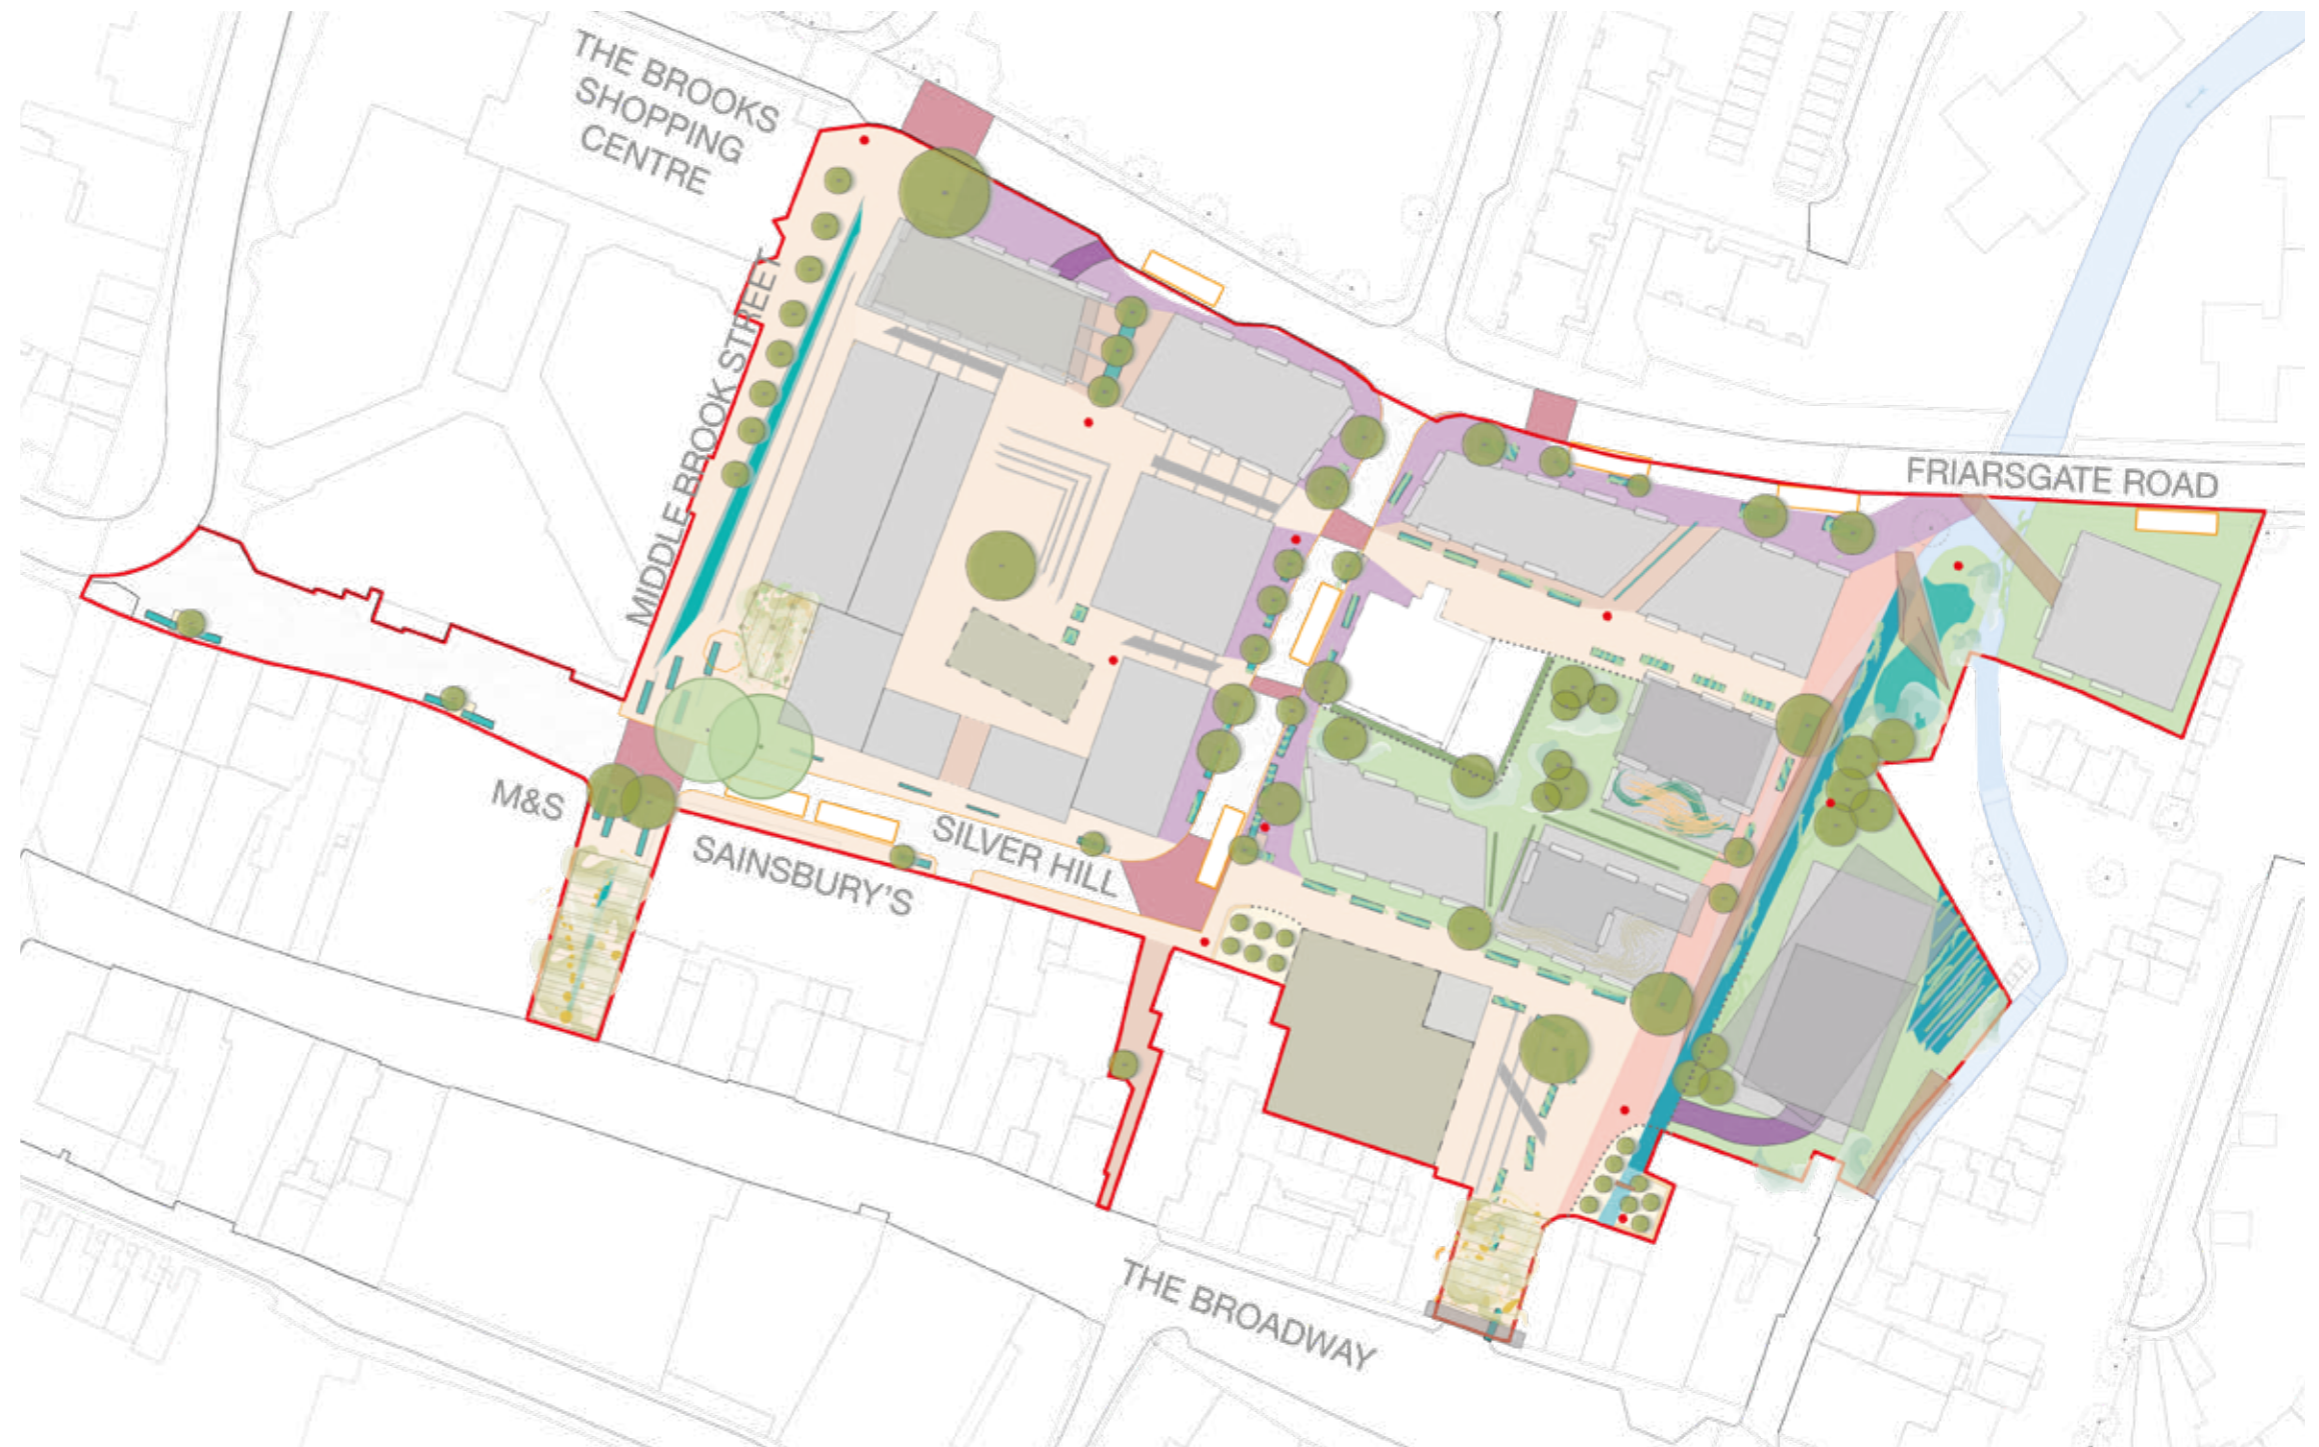 THE BROOKS
SHOPPING
CENTRE
MIDDLE BROOK STREET
FRIARSGATE ROAD
M&S
SAINSBURY'S
SILVER HILL
THE BROADWAY